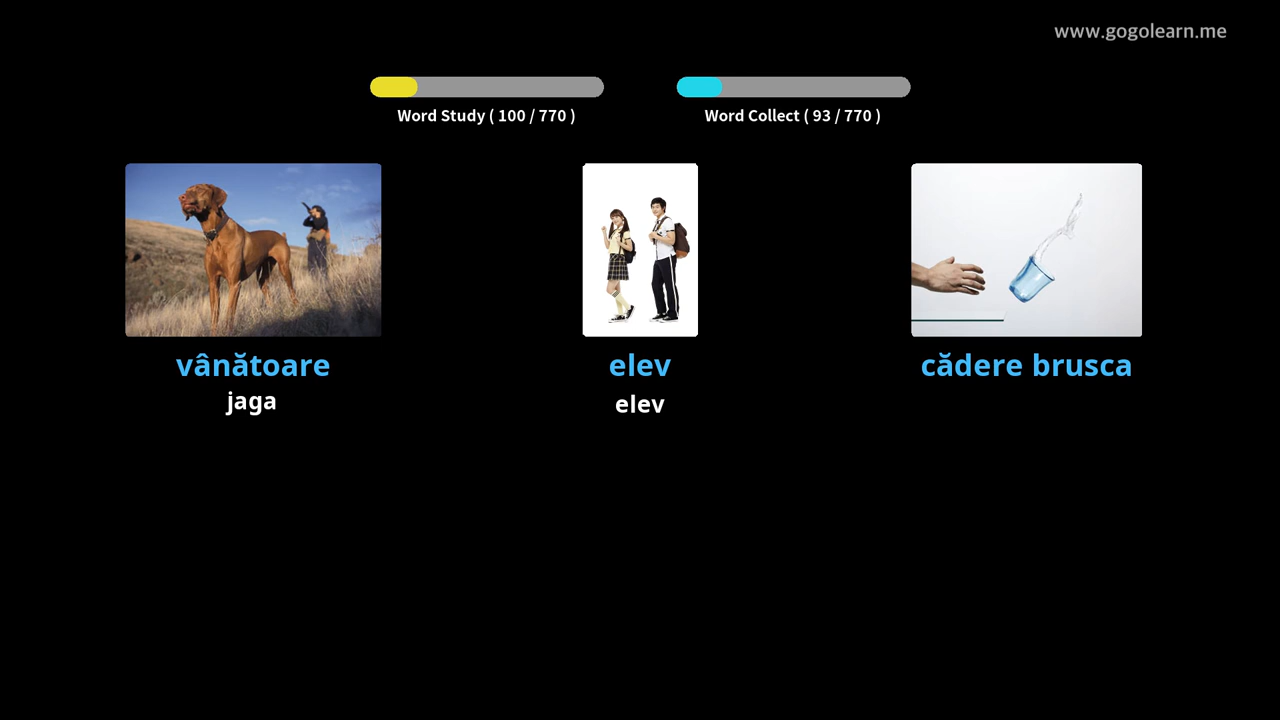 www.gogolearn.me
Word Study ( 100 / 770 )
Word Collect ( 93 / 770 )
vânătoare
jaga
elev
elev
cădere brusca